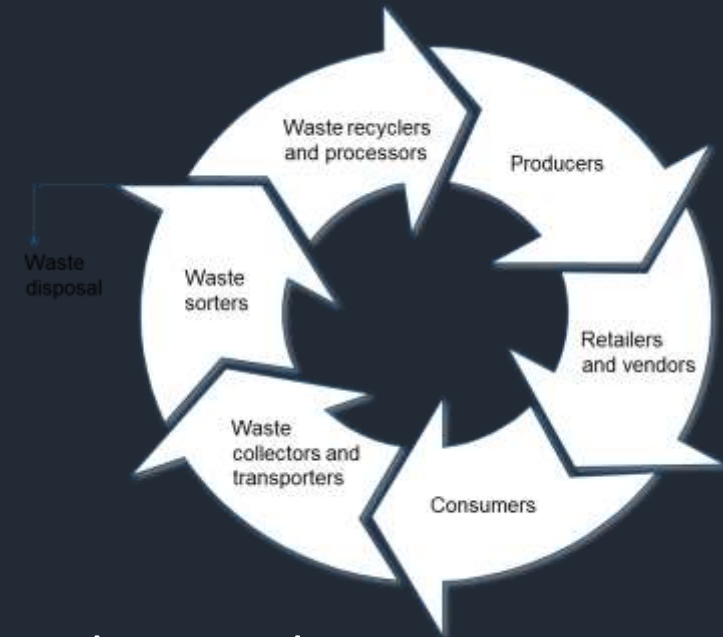 Waste recyclers
and processors
Producers
Retailers
and vendors
Consumers
Waste
collectors and
transporters
Waste
sorters
Waste
disposal